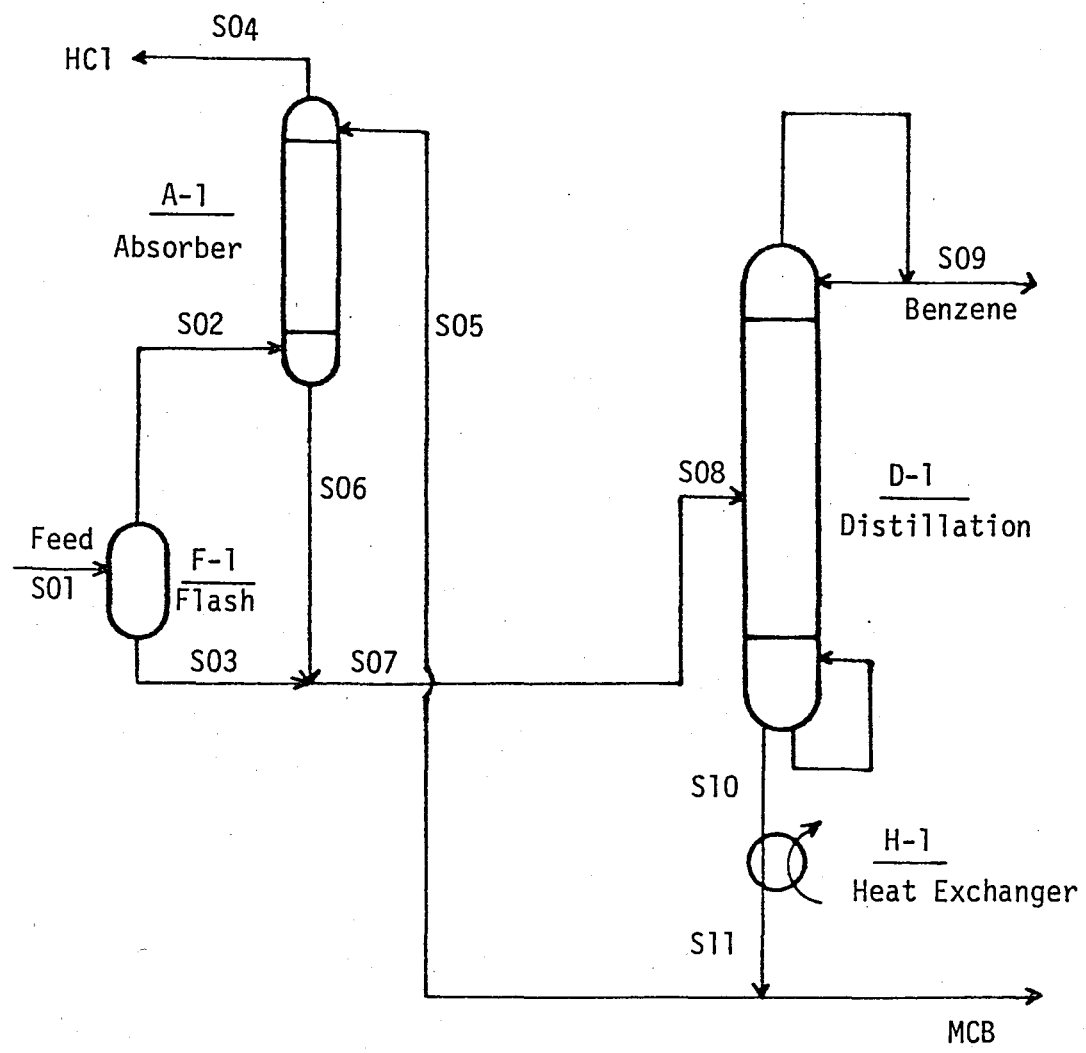 S04
HCl
A-1
Absorber
S02
S05
S09
Benzene
S06
S08
D-1
Distillation
Feed
S01
F-1
Flash
S03
S07
S10
H-1
Heat Exchanger
S11
MCB